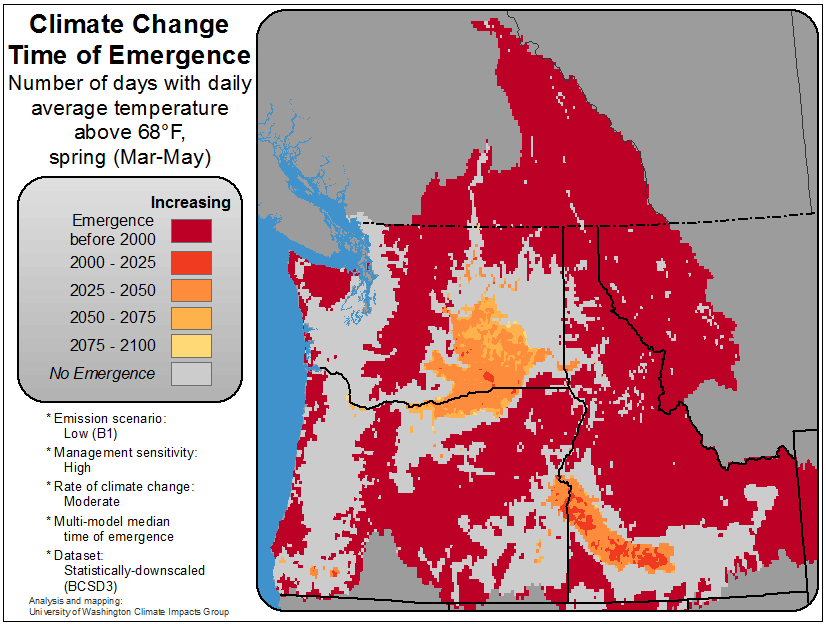 Climate Change
Time of Emergence
Number of days with daily
average temperature
above 68°F,
spring (Mar-May)
Increasing
Emergence
before 2000
2000 - 2025
2025 - 2050
2050 - 2075
2075 - 2100
No Emergence
* Emission scenario:
Low (B1)
* Management sensitivity:
High
* Rate of climate change:
Moderate
* Multi-model median
time of emergence
* Dataset:
Statistically-downscaled
(BCSD3)
Analysis and mapping:
University of Washington Climate Impacts Group